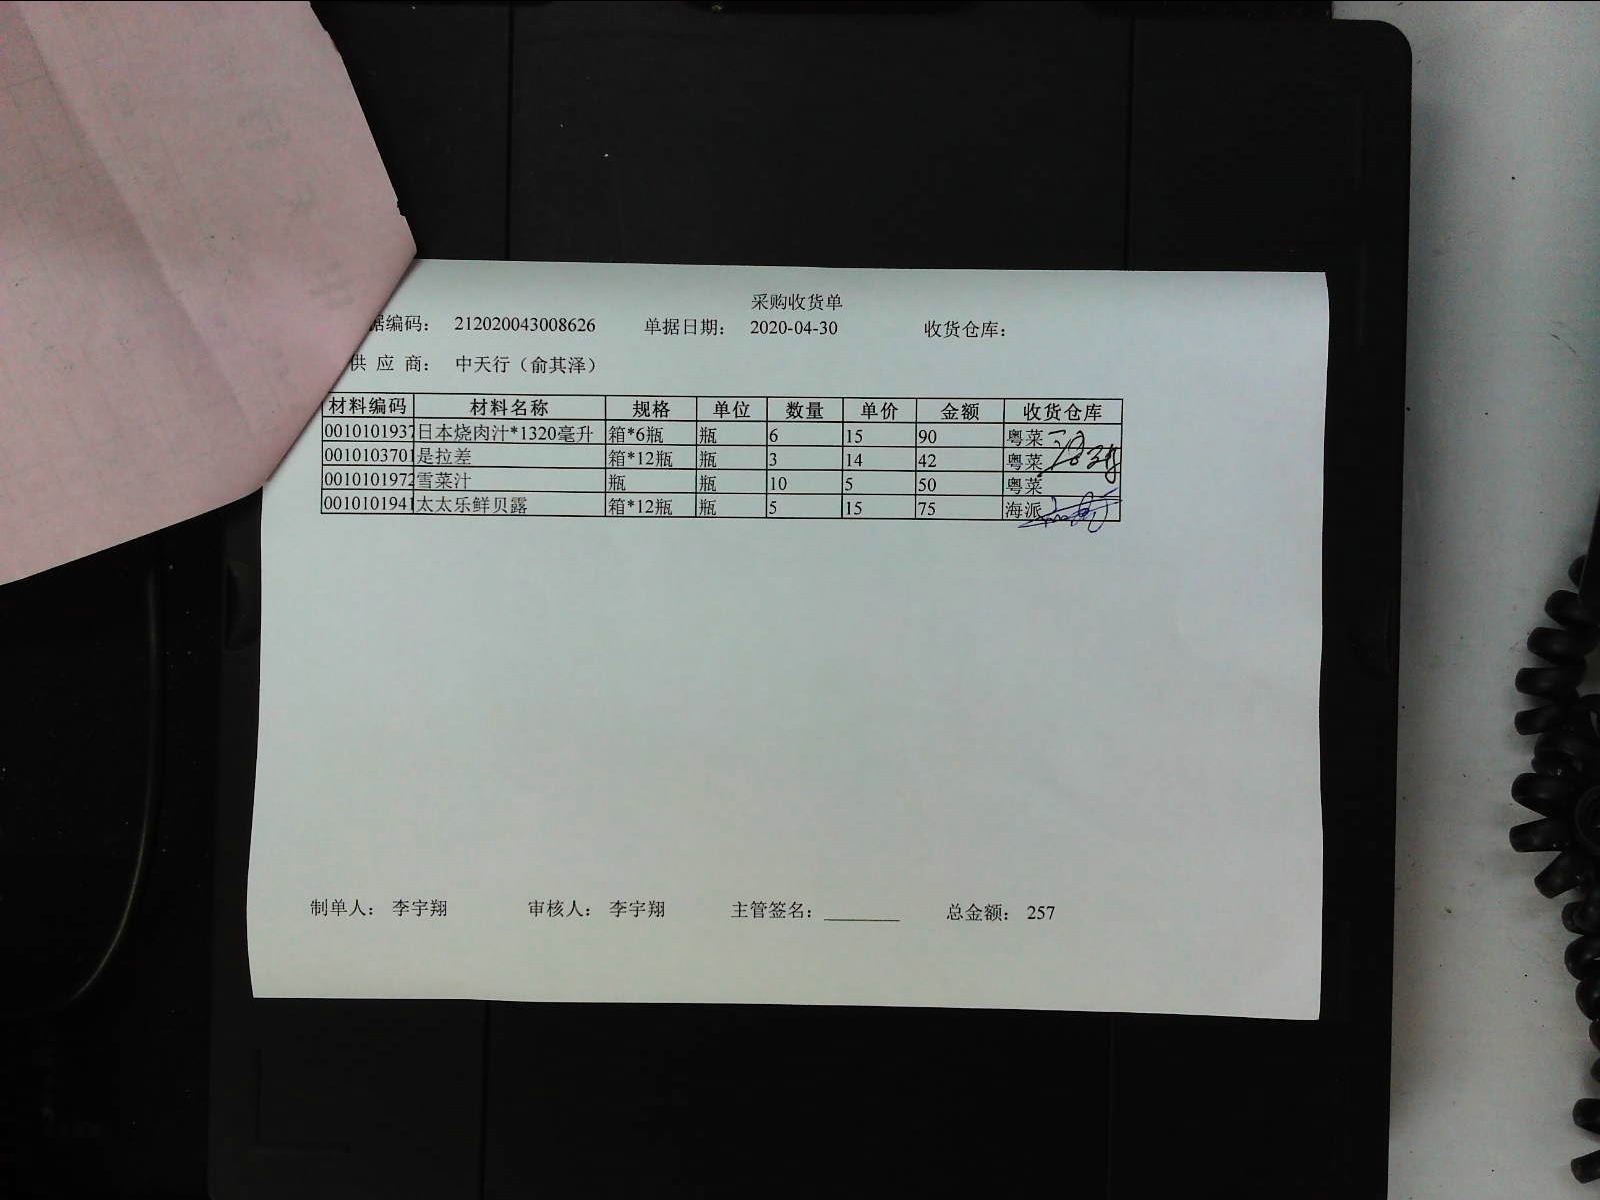 采购收货单
据编码： 212020043008626 单据日期： 2020-04-30 收货仓库：
供 应 商： 中天行（俞其泽）
材料编码 材料名称 规格 单位 数量 单价 金额 收货仓库
0010101937 日本烧肉汁*1320毫升 箱*6瓶 瓶 6 15 90 粤菜
0010103701 是拉差 箱*12瓶 瓶 3 14 42 粤菜
0010101972 雪菜汁 瓶 瓶 10 5 50 粤菜
0010101941 太太乐鲜贝露 箱*12瓶 瓶 5 15 75 海派
制单人： 李宇翔 审核人： 李宇翔 主管签名： 总金额： 257